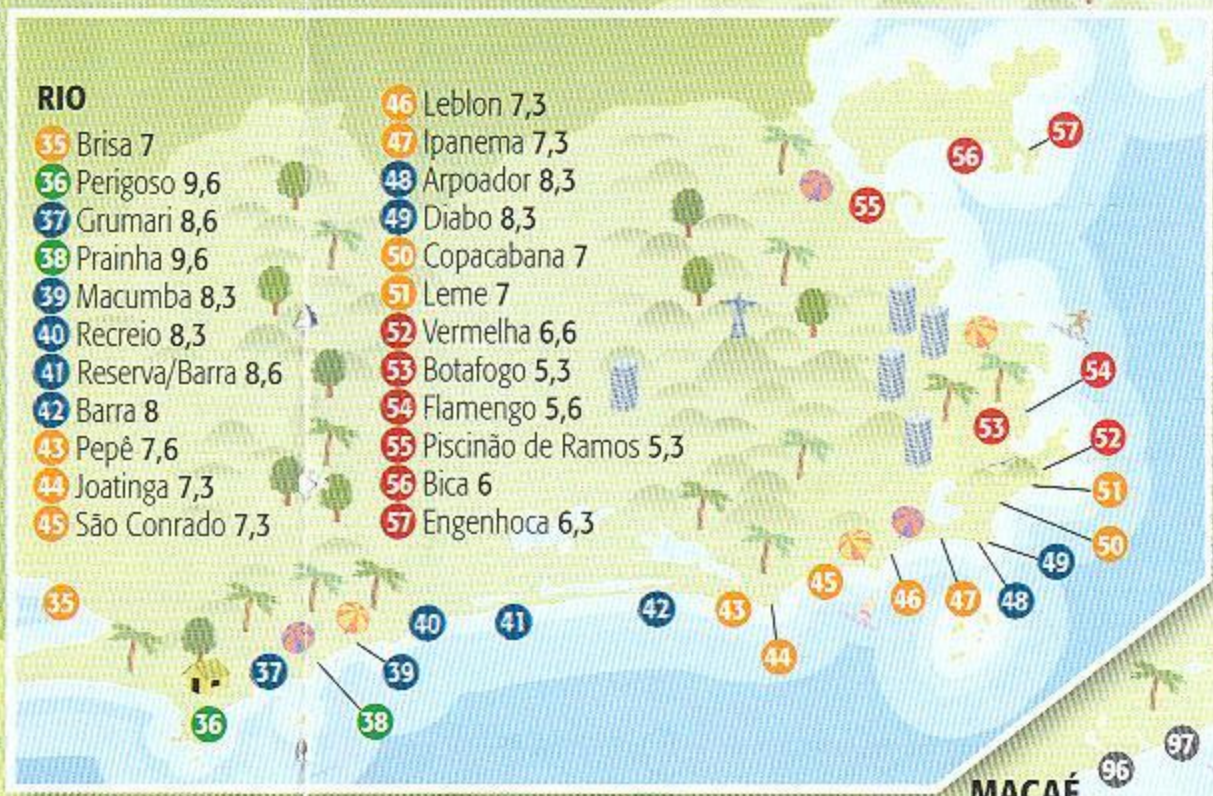 RIO
35 Brisa 7
36 Perigoso 9,6
37 Grumari 8,6
38 Prainha 9,6
39 Macumba 8,3
40 Recreio 8,3
41 Reserva/Barra 8,6
42 Barra 8
43 Pepê 7,6
44 Joatinga 7,3
45 São Conrado 7,3
46 Leblon 7,3
47 Ipanema 7,3
48 Arpoador 8,3
49 Diabo 8,3
50 Copacabana 7
51 Leme 7
52 Vermelha 6,6
53 Botafogo 5,3
54 Flamengo 5,6
55 Piscinão de Ramos 5,3
56 Bica 6
57 Engenhoca 6,3
57
56
55
54
53
52
51
50
49
35
45
46
47
48
40
41
42
43
44
37
39
36
38
97
96
MACAÉ